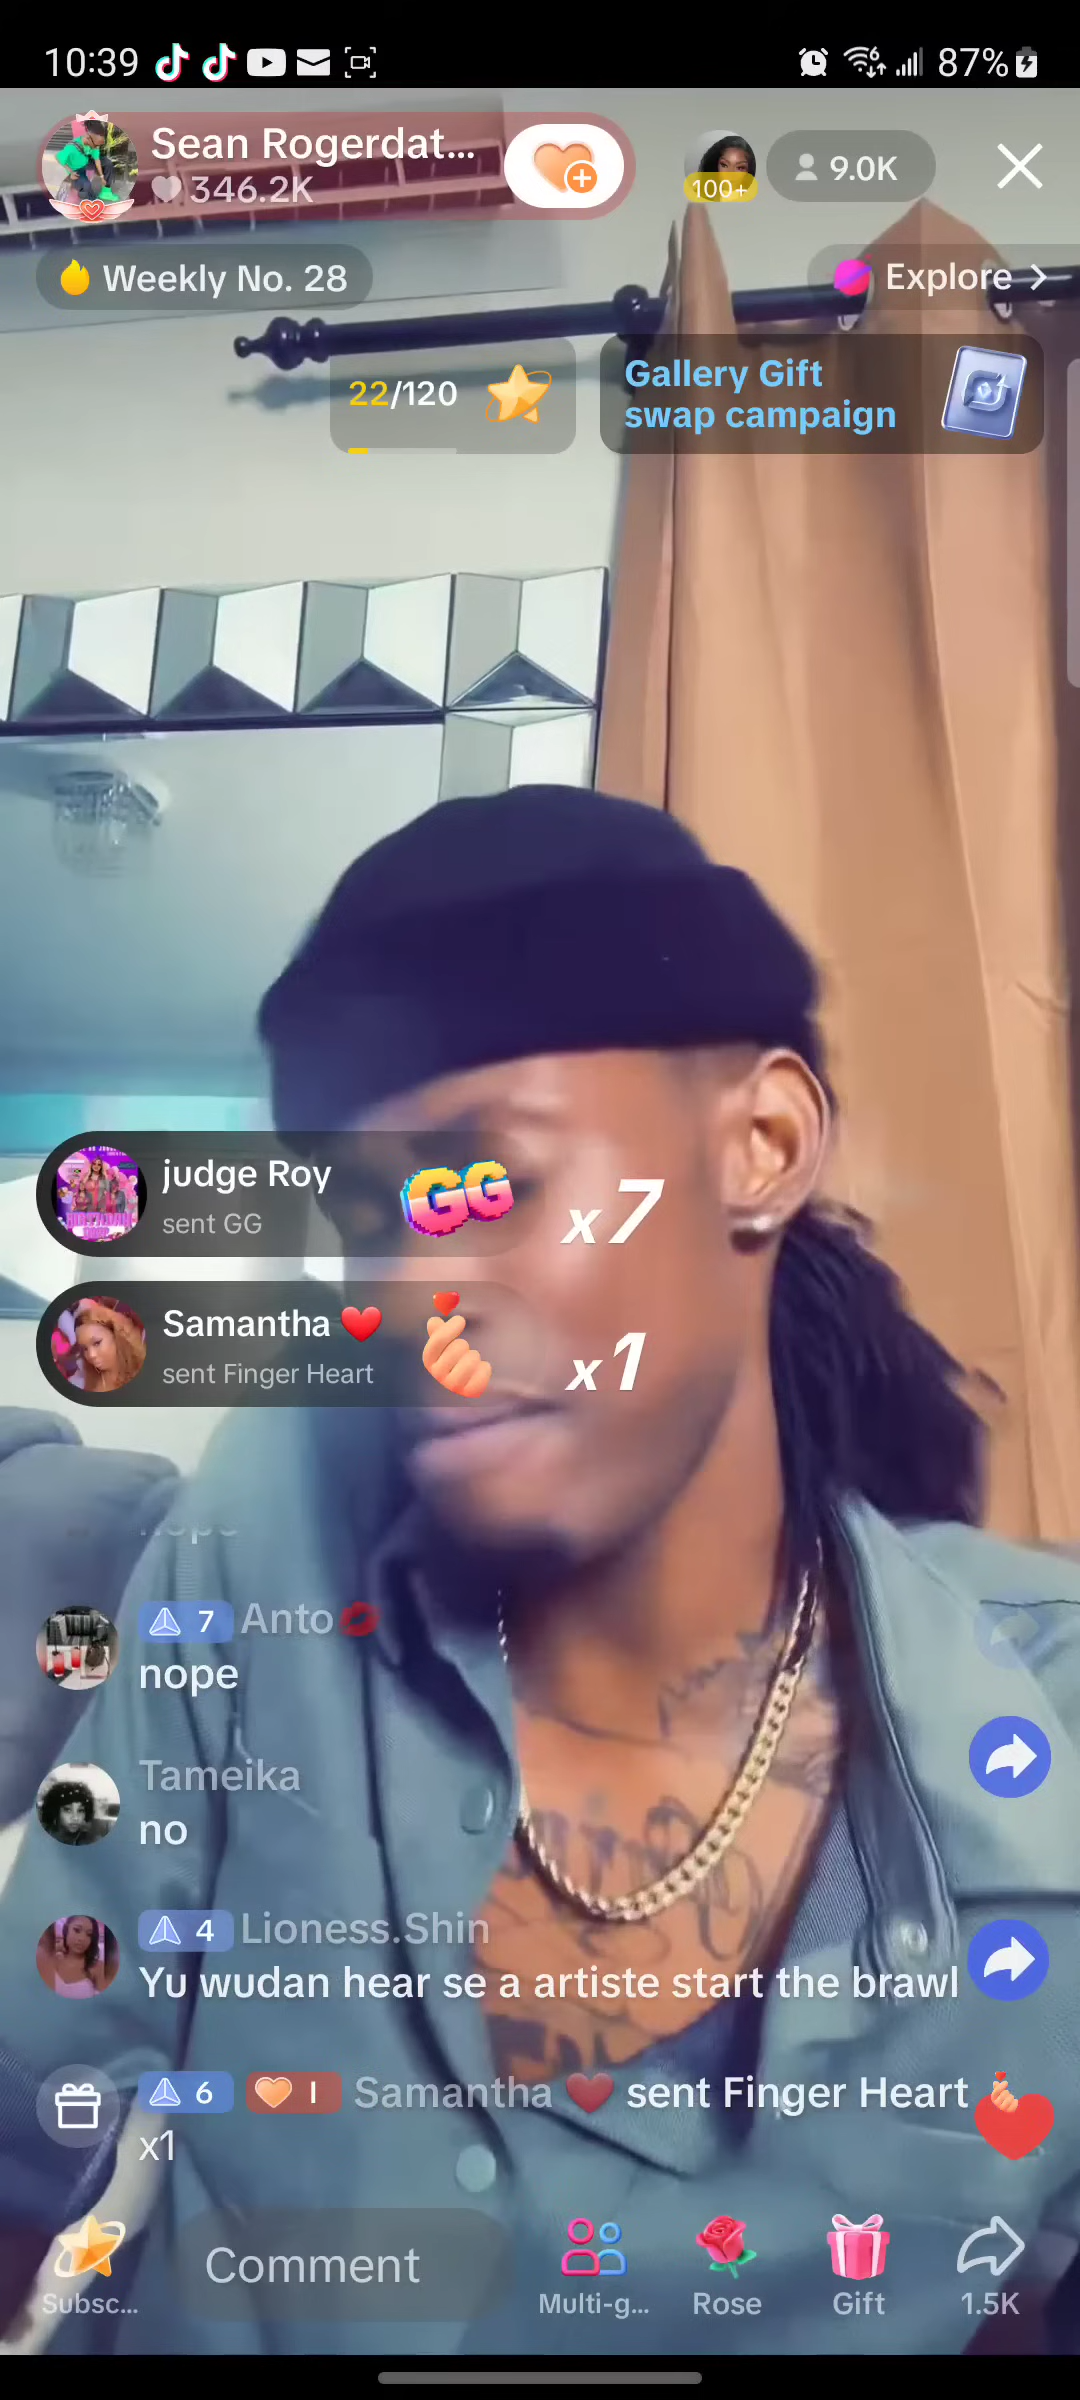 10:39
87%
Sean Rogerdat...
346.2K
100+
9.0K
Weekly No. 28
Explore
22/120
Gallery Gift
swap campaign
judge Roy
sent GG
GG
x7
Samantha
sent Finger Heart
x1
nope
7 Anto
nope
Tameika
no
4 Lioness.Shin
Yu wudan hear se a artiste start the brawl
6 I Samantha sent Finger Heart
x1
Subsc...
Comment
Multi-g...
Rose
Gift
1.5K